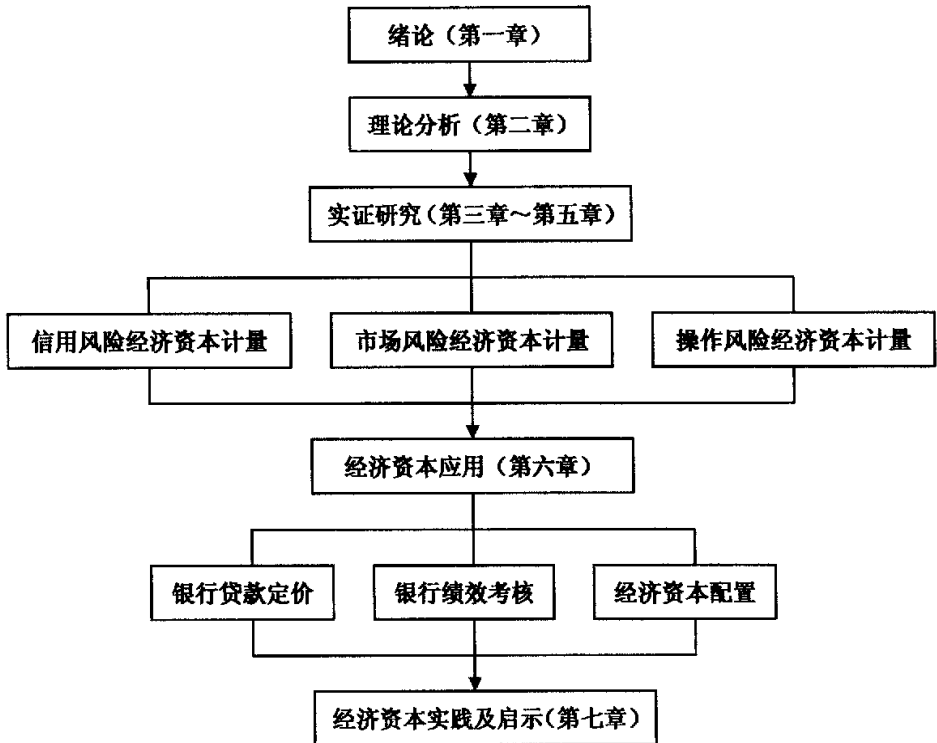 绪论（第一章）
理论分析（第二章）
实证研究（第三章～第五章）
信用风险经济资本计量
市场风险经济资本计量
操作风险经济资本计量
经济资本应用（第六章）
银行贷款定价
银行绩效考核
经济资本配置
经济资本实践及启示（第七章）